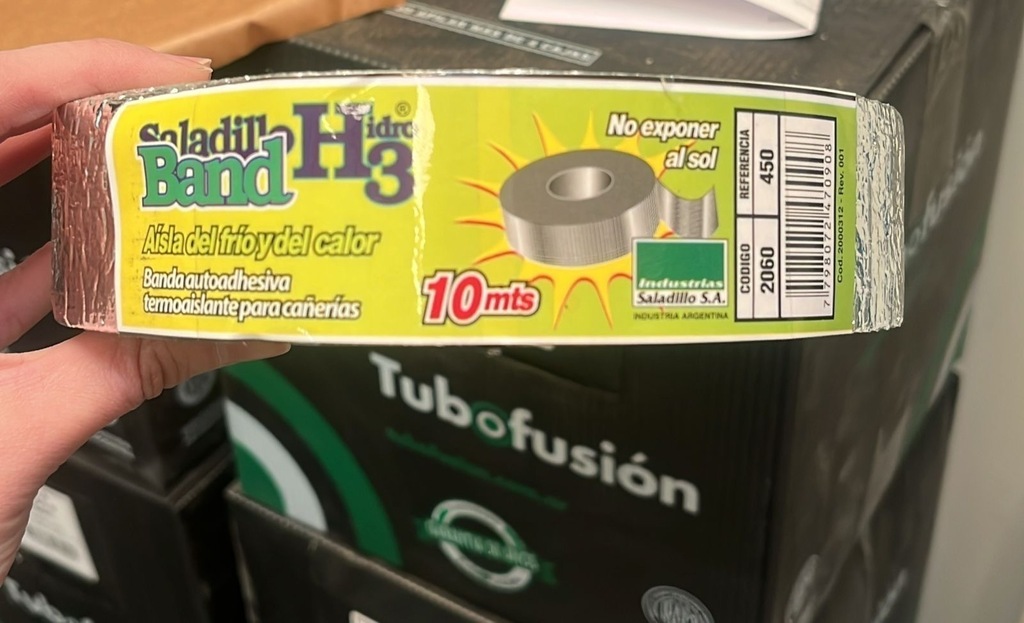 Saladillo Hidro®
Band 3
Aísla del frío y del calor
Banda autoadhesiva
termoaislante para cañerías
10 mts
No exponer
al sol
Industrias
Saladillo S.A.
INDUSTRIA ARGENTINA
REFERENCIA
450
CODIGO
2060
7 798072 470908
Cod. 2000312 - Rev. 001
Tubofusión